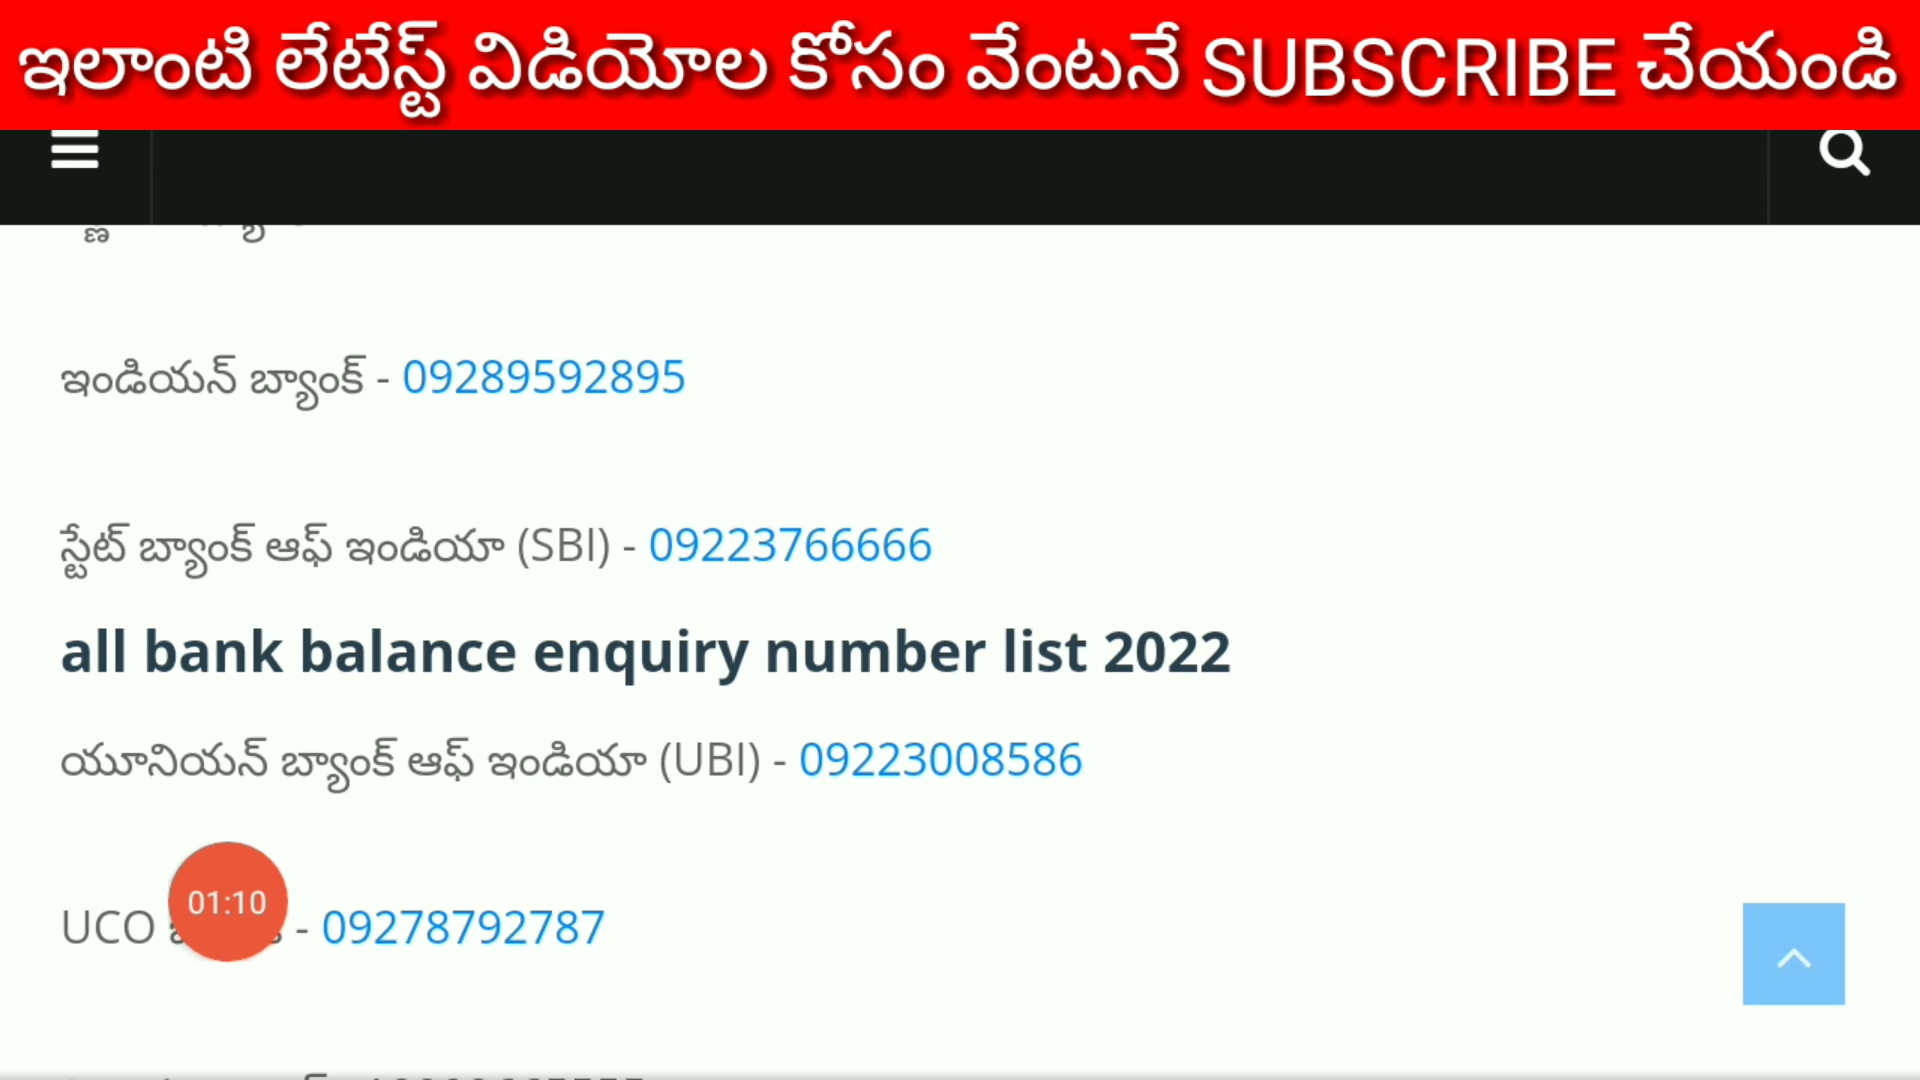 ఇలాంటి లేటేస్ట్ విడియోల కోసం వేంటనే SUBSCRIBE చేయండి
ఇండియన్ బ్యాంక్ - 09289592895
స్టేట్ బ్యాంక్ ఆఫ్ ఇండియా (SBI) - 09223766666
all bank balance enquiry number list 2022
యూనియన్ బ్యాంక్ ఆఫ్ ఇండియా (UBI) - 09223008586
01:10
UCO - 09278792787